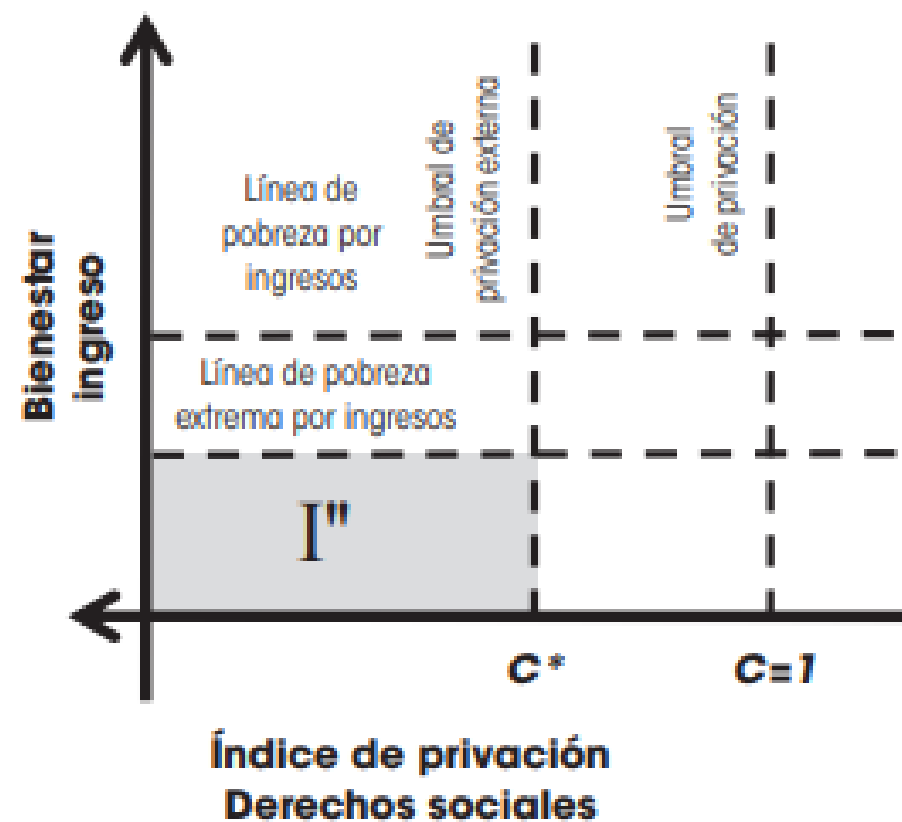 Línea de
pobreza por
ingresos
Umbral de
privación externa
Umbral
de privación
Bienestar
ingreso
Línea de pobreza
extrema por ingresos
I"
C*
C=1
Índice de privación
Derechos sociales